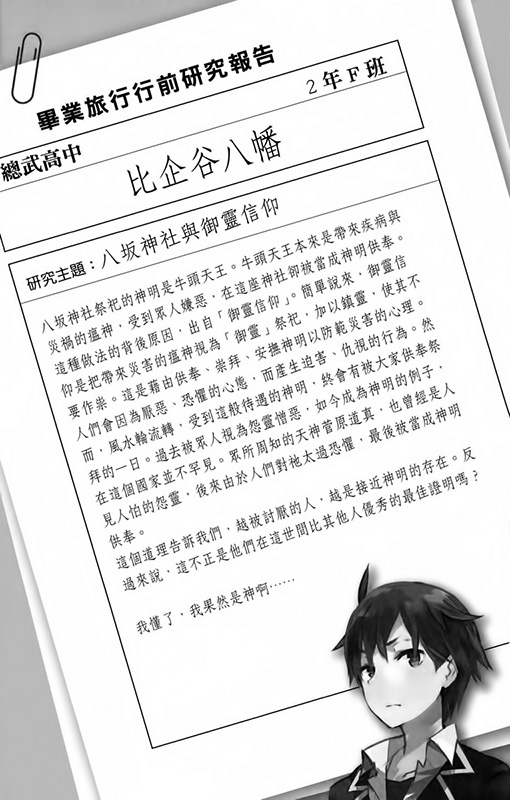 畢業旅行行前研究報告
2年F班
總武高中
比企谷八幡
研究主題：八坂神社與御靈信仰
八坂神社祭祀的神明是牛頭天王。牛頭天王本來是帶來疾病與
災禍的瘟神，受到眾人嫌惡，在這座神社卻被當成神明供奉。
這種做法的背後原因，出自「御靈信仰」。簡單說來，御靈信
仰是把帶來災害的瘟神視為「御靈」祭祀，加以鎮靈，使其不
要作祟。這是藉由供奉、崇拜、安撫神明以防範災害的心理。
人們會因為厭惡、恐懼的心態，而產生迫害、仇視的行為。然
而，風水輪流轉，受到這般待遇的神明，終會有被大家供奉祭
拜的一日。過去被眾人視為怨靈憎惡，如今成為神明的例子，
在這個國家並不罕見。眾所周知的天神菅原道真，也曾經是人
見人怕的怨靈，後來由於人們對祂太過恐懼，最後被當成神明
供奉。
這個道理告訴我們，越被討厭的人，越是接近神明的存在。反
過來說，這不正是他們在這世間比其他人優秀的最佳證明嗎？
我懂了，我果然是神啊……